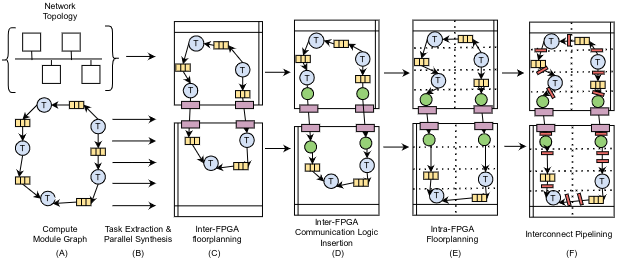 Network
Topology
T
T
T
T
T
Compute
Module Graph
(A)
Task Extraction &
Parallel Synthesis
(B)
T
T
T
T
T
Inter-FPGA
floorplanning
(C)
T
T
T
T
T
Inter-FPGA
Communication Logic
Insertion
(D)
T
T
T
T
T
Intra-FPGA
Floorplanning
(E)
T
T
T
T
T
Interconnect Pipelining
(F)